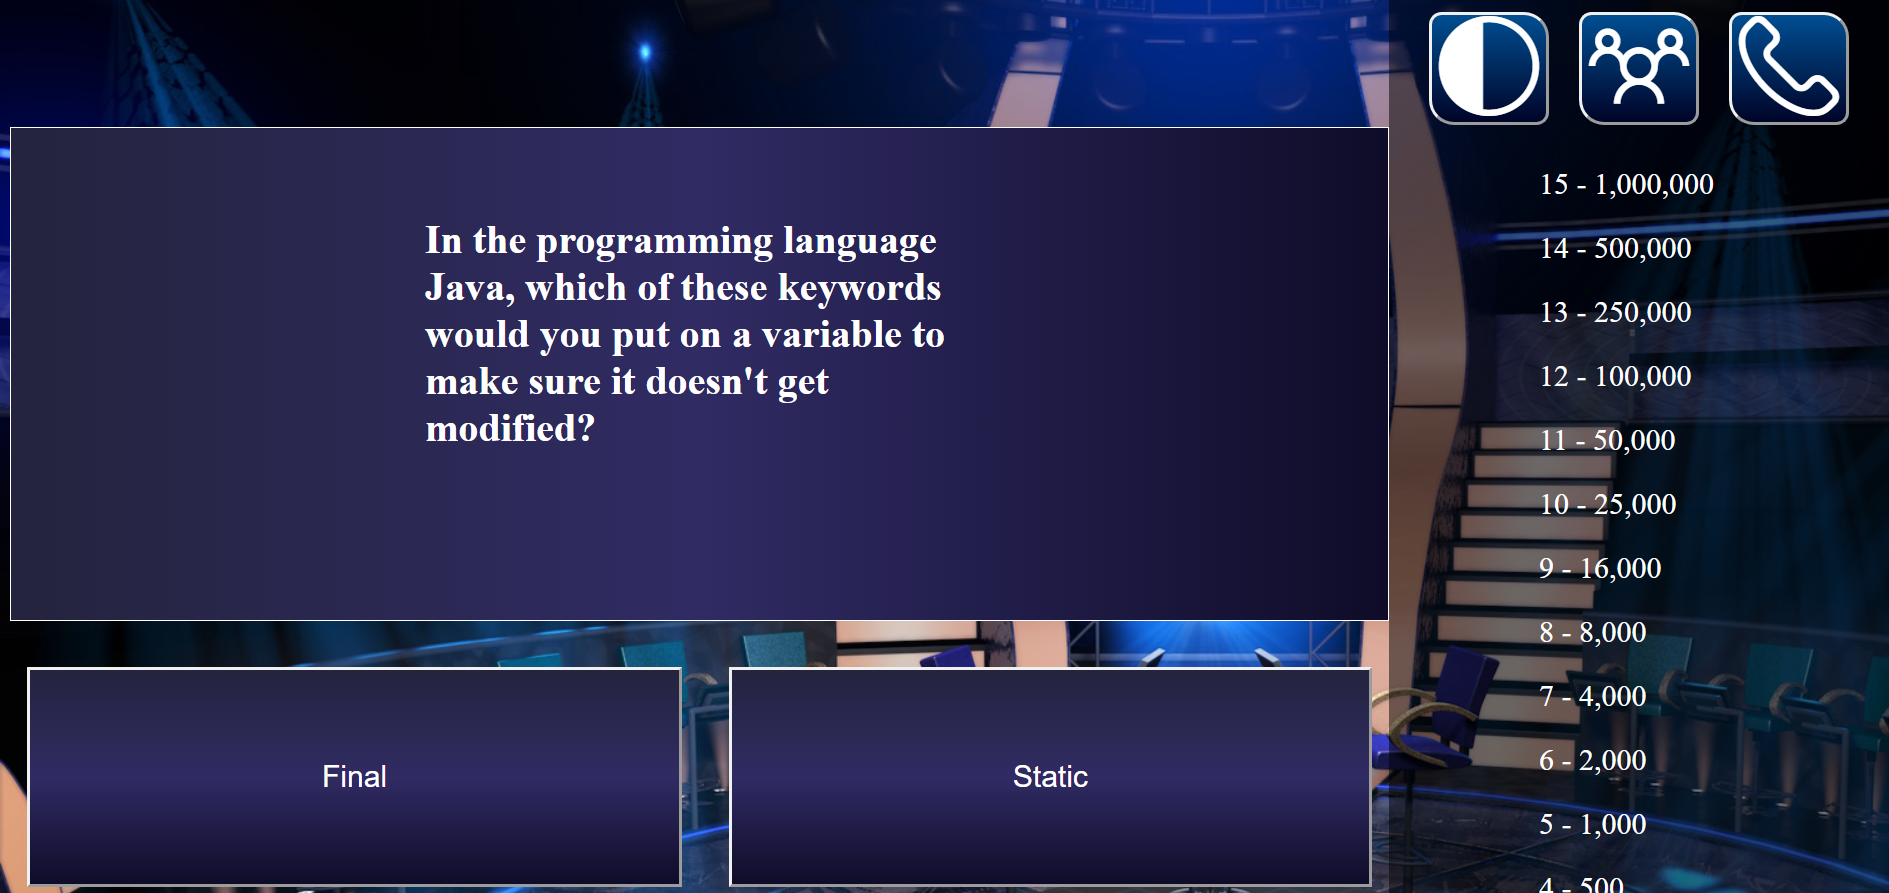 In the programming language
Java, which of these keywords
would you put on a variable to
make sure it doesn't get
modified?
Final
Static
15 - 1,000,000
14 - 500,000
13 - 250,000
12 - 100,000
11 - 50,000
10 - 25,000
9 - 16,000
8 - 8,000
7 - 4,000
6 - 2,000
5 - 1,000
4 - 500